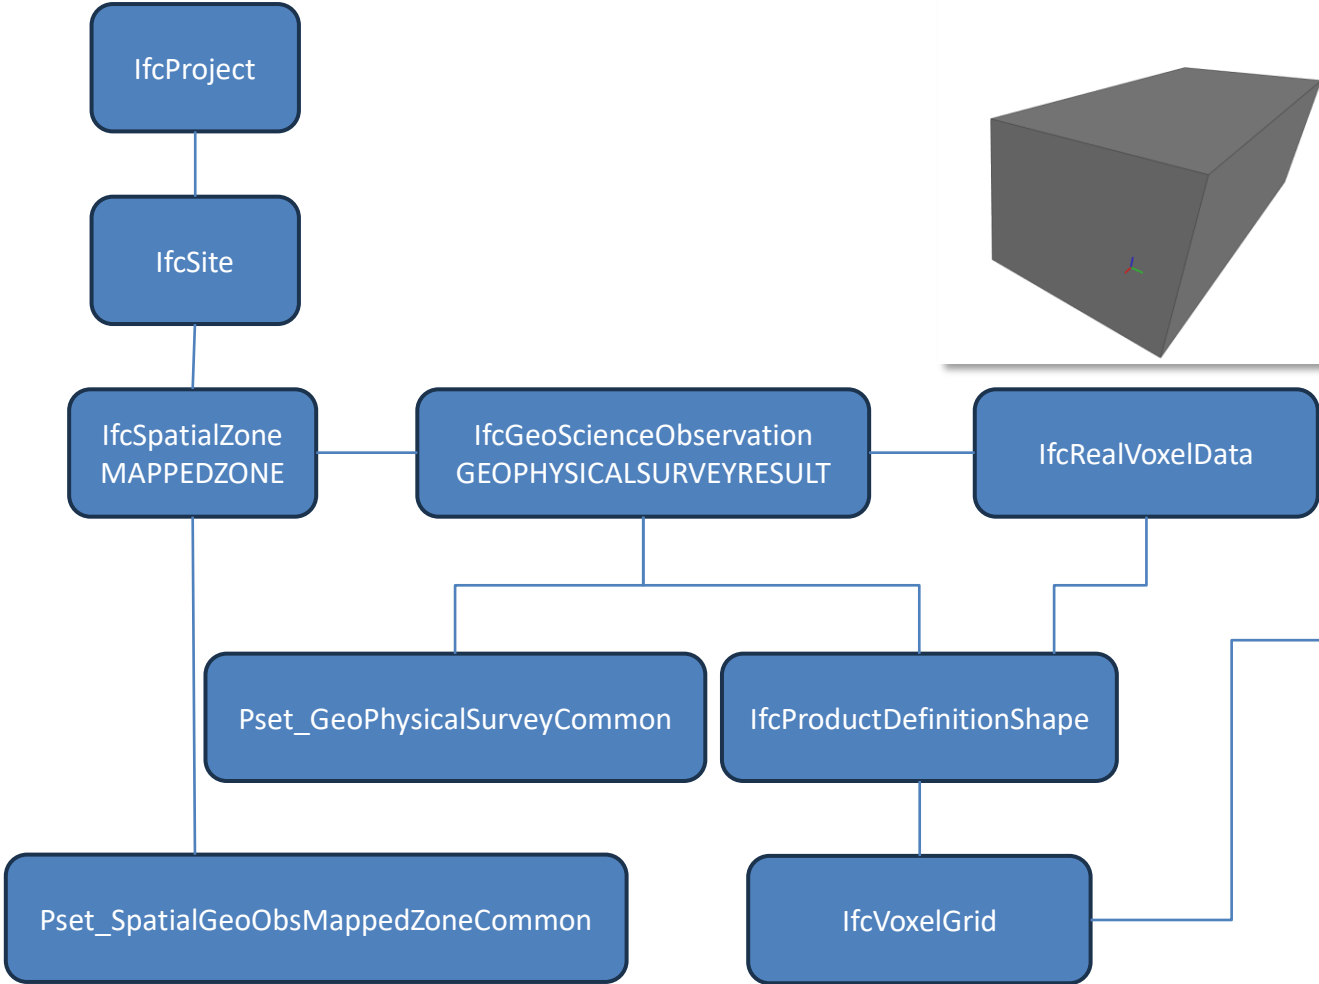 IfcProject
IfcSite
IfcSpatialZone
MAPPEDZONE
IfcGeoScienceObservation
GEOPHYSICALSURVEYRESULT
IfcRealVoxelData
Pset_GeoPhysicalSurveyCommon
IfcProductDefinitionShape
Pset_SpatialGeoObsMappedZoneCommon
IfcVoxelGrid